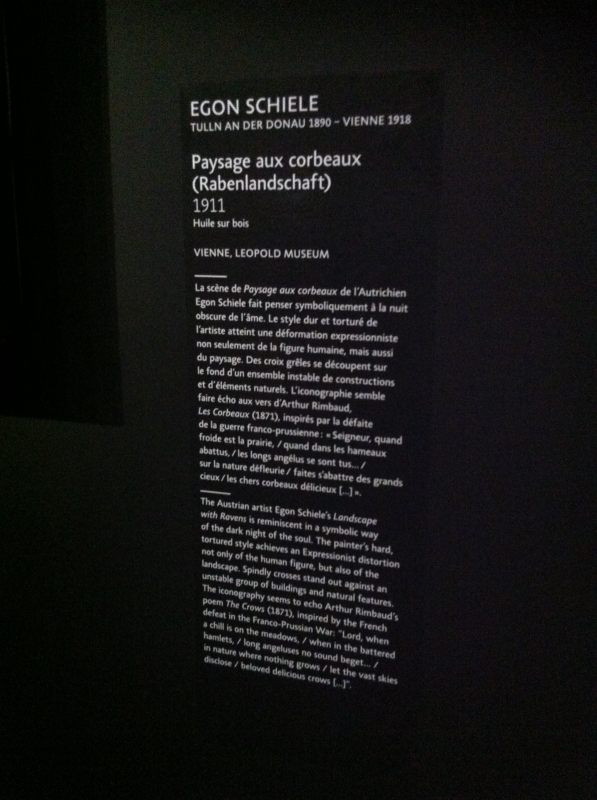 EGON SCHIELE
TULLN AN DER DONAU 1890 – VIENNE 1918
Paysage aux corbeaux
(Rabenlandschaft)
1911
Huile sur bois
VIENNE, LEOPOLD MUSEUM
La scène de Paysage aux corbeaux de l'Autrichien
Egon Schiele fait penser symboliquement à la nuit
obscure de l'âme. Le style dur et torturé de
l'artiste atteint une déformation expressionniste
non seulement de la figure humaine, mais aussi
du paysage. Des croix grêles se découpent sur
le fond d'un ensemble instable de constructions
et d'éléments naturels. L'iconographie semble
faire écho aux vers d'Arthur Rimbaud,
Les Corbeaux (1871), inspirés par la défaite
de la guerre franco-prussienne : « Seigneur, quand
froide est la prairie, / quand dans les hameaux
abattus, / les longs angélus se sont tus... /
sur la nature défleurie / faites s'abattre des grands
cieux / les chers corbeaux délicieux [...] ».
The Austrian artist Egon Schiele's Landscape
with Ravens is reminiscent in a symbolic way
of the dark night of the soul. The painter's hard,
tortured style achieves an Expressionist distortion
not only of the human figure, but also of the
landscape. Spindly crosses stand out against an
unstable group of buildings and natural features.
The iconography seems to echo Arthur Rimbaud's
poem The Crows (1871), inspired by the French
defeat in the Franco-Prussian War: "Lord, when
a chill is on the meadows, / when in the battered
hamlets, / long angeluses no sound beget... /
in nature where nothing grows / let the vast skies
disclose / beloved delicious crows [...]".